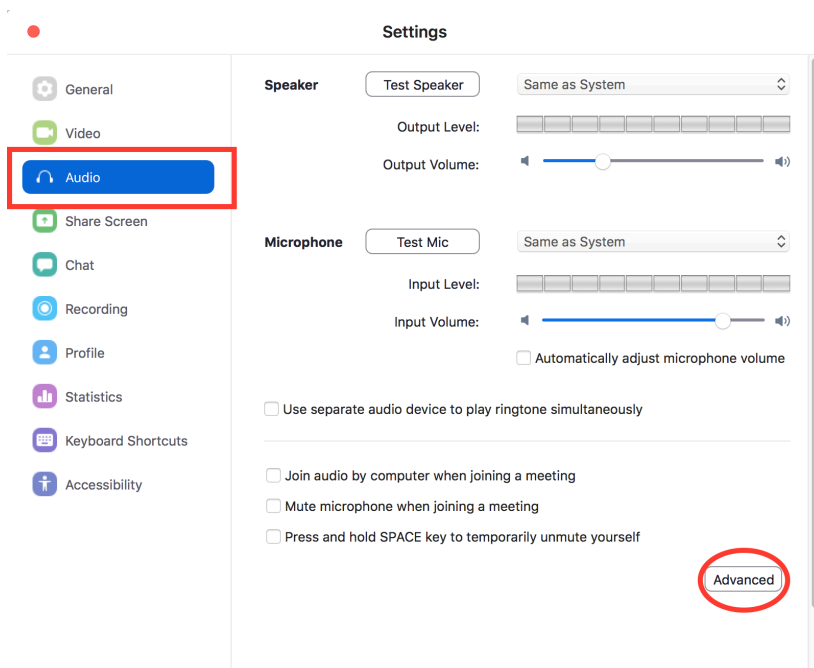 Settings
General
Video
Audio
Share Screen
Chat
Recording
Profile
Statistics
Keyboard Shortcuts
Accessibility
Speaker Test Speaker Same as System
Output Level:
Output Volume:
Microphone Test Mic Same as System
Input Level:
Input Volume:
Automatically adjust microphone volume
Use separate audio device to play ringtone simultaneously
Join audio by computer when joining a meeting
Mute microphone when joining a meeting
Press and hold SPACE key to temporarily unmute yourself
Advanced